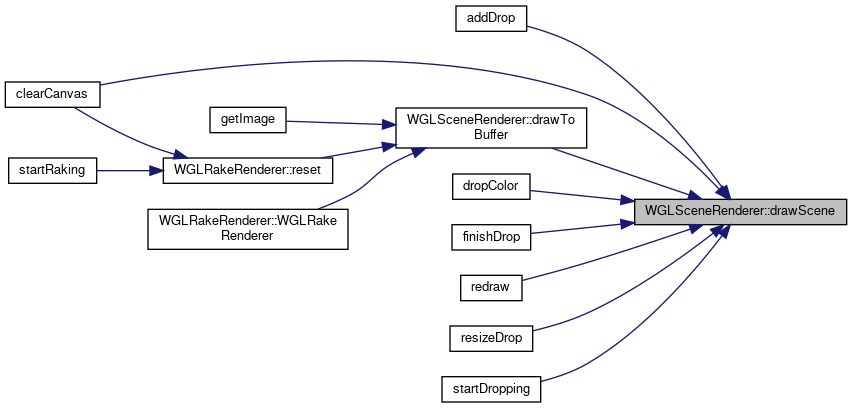 addDrop
clearCanvas
getImage
WGLSceneRenderer::drawTo
Buffer
startRaking
WGLRakeRenderer::reset
dropColor
WGLSceneRenderer::drawScene
WGLRakeRenderer::WGLRake
Renderer
finishDrop
redraw
resizeDrop
startDropping